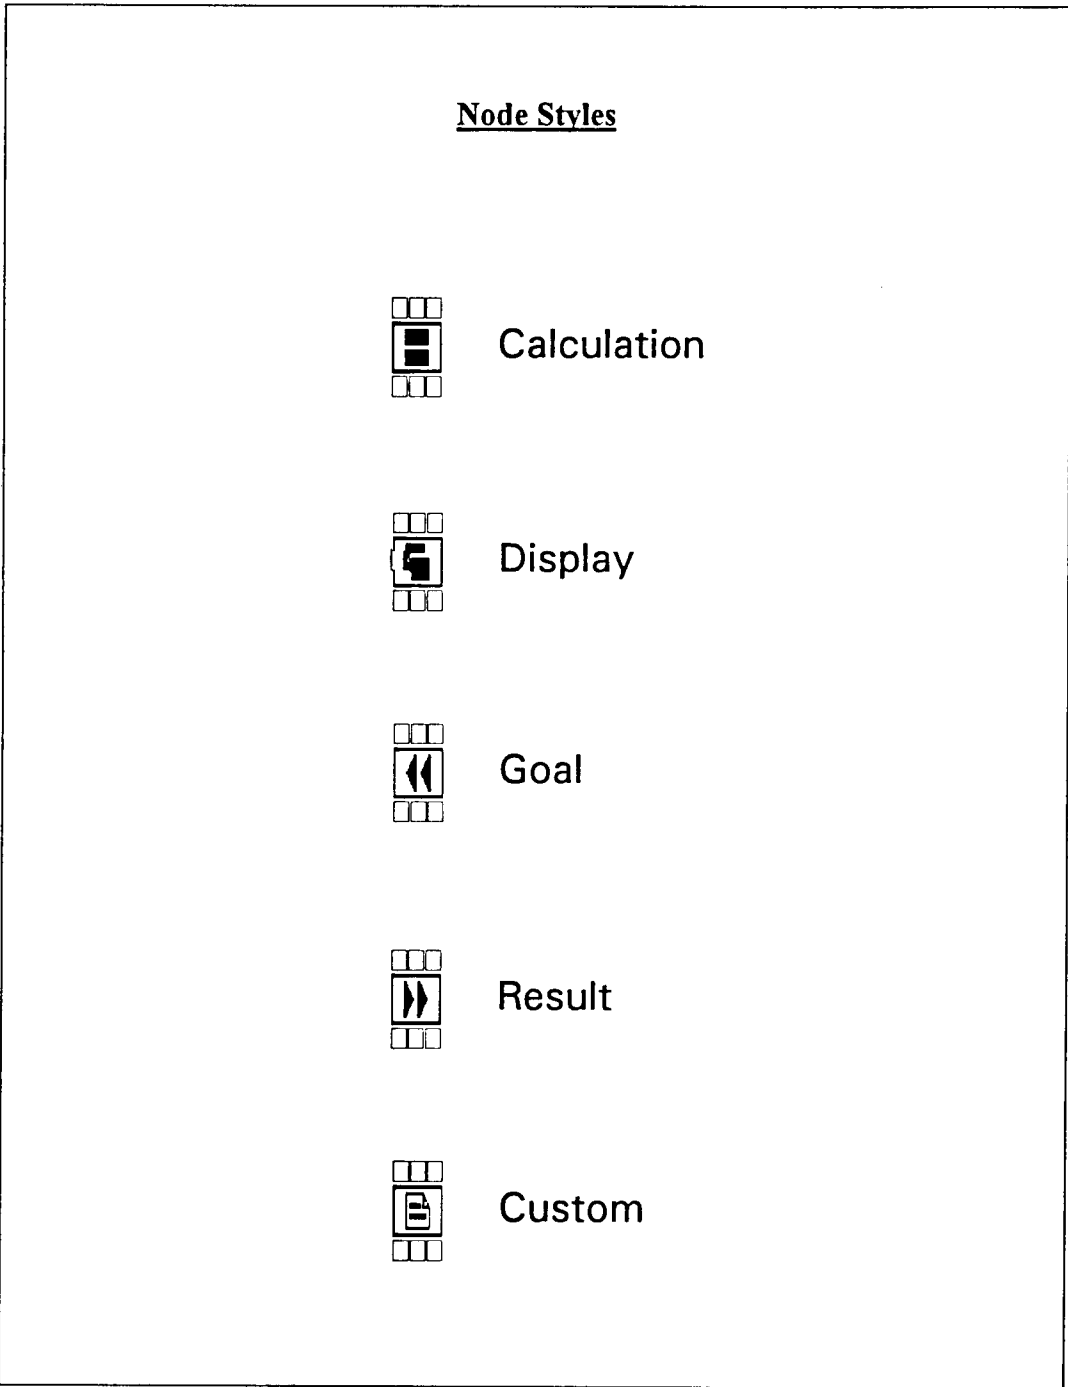 Node Styles
Calculation
Display
Goal
Result
Custom